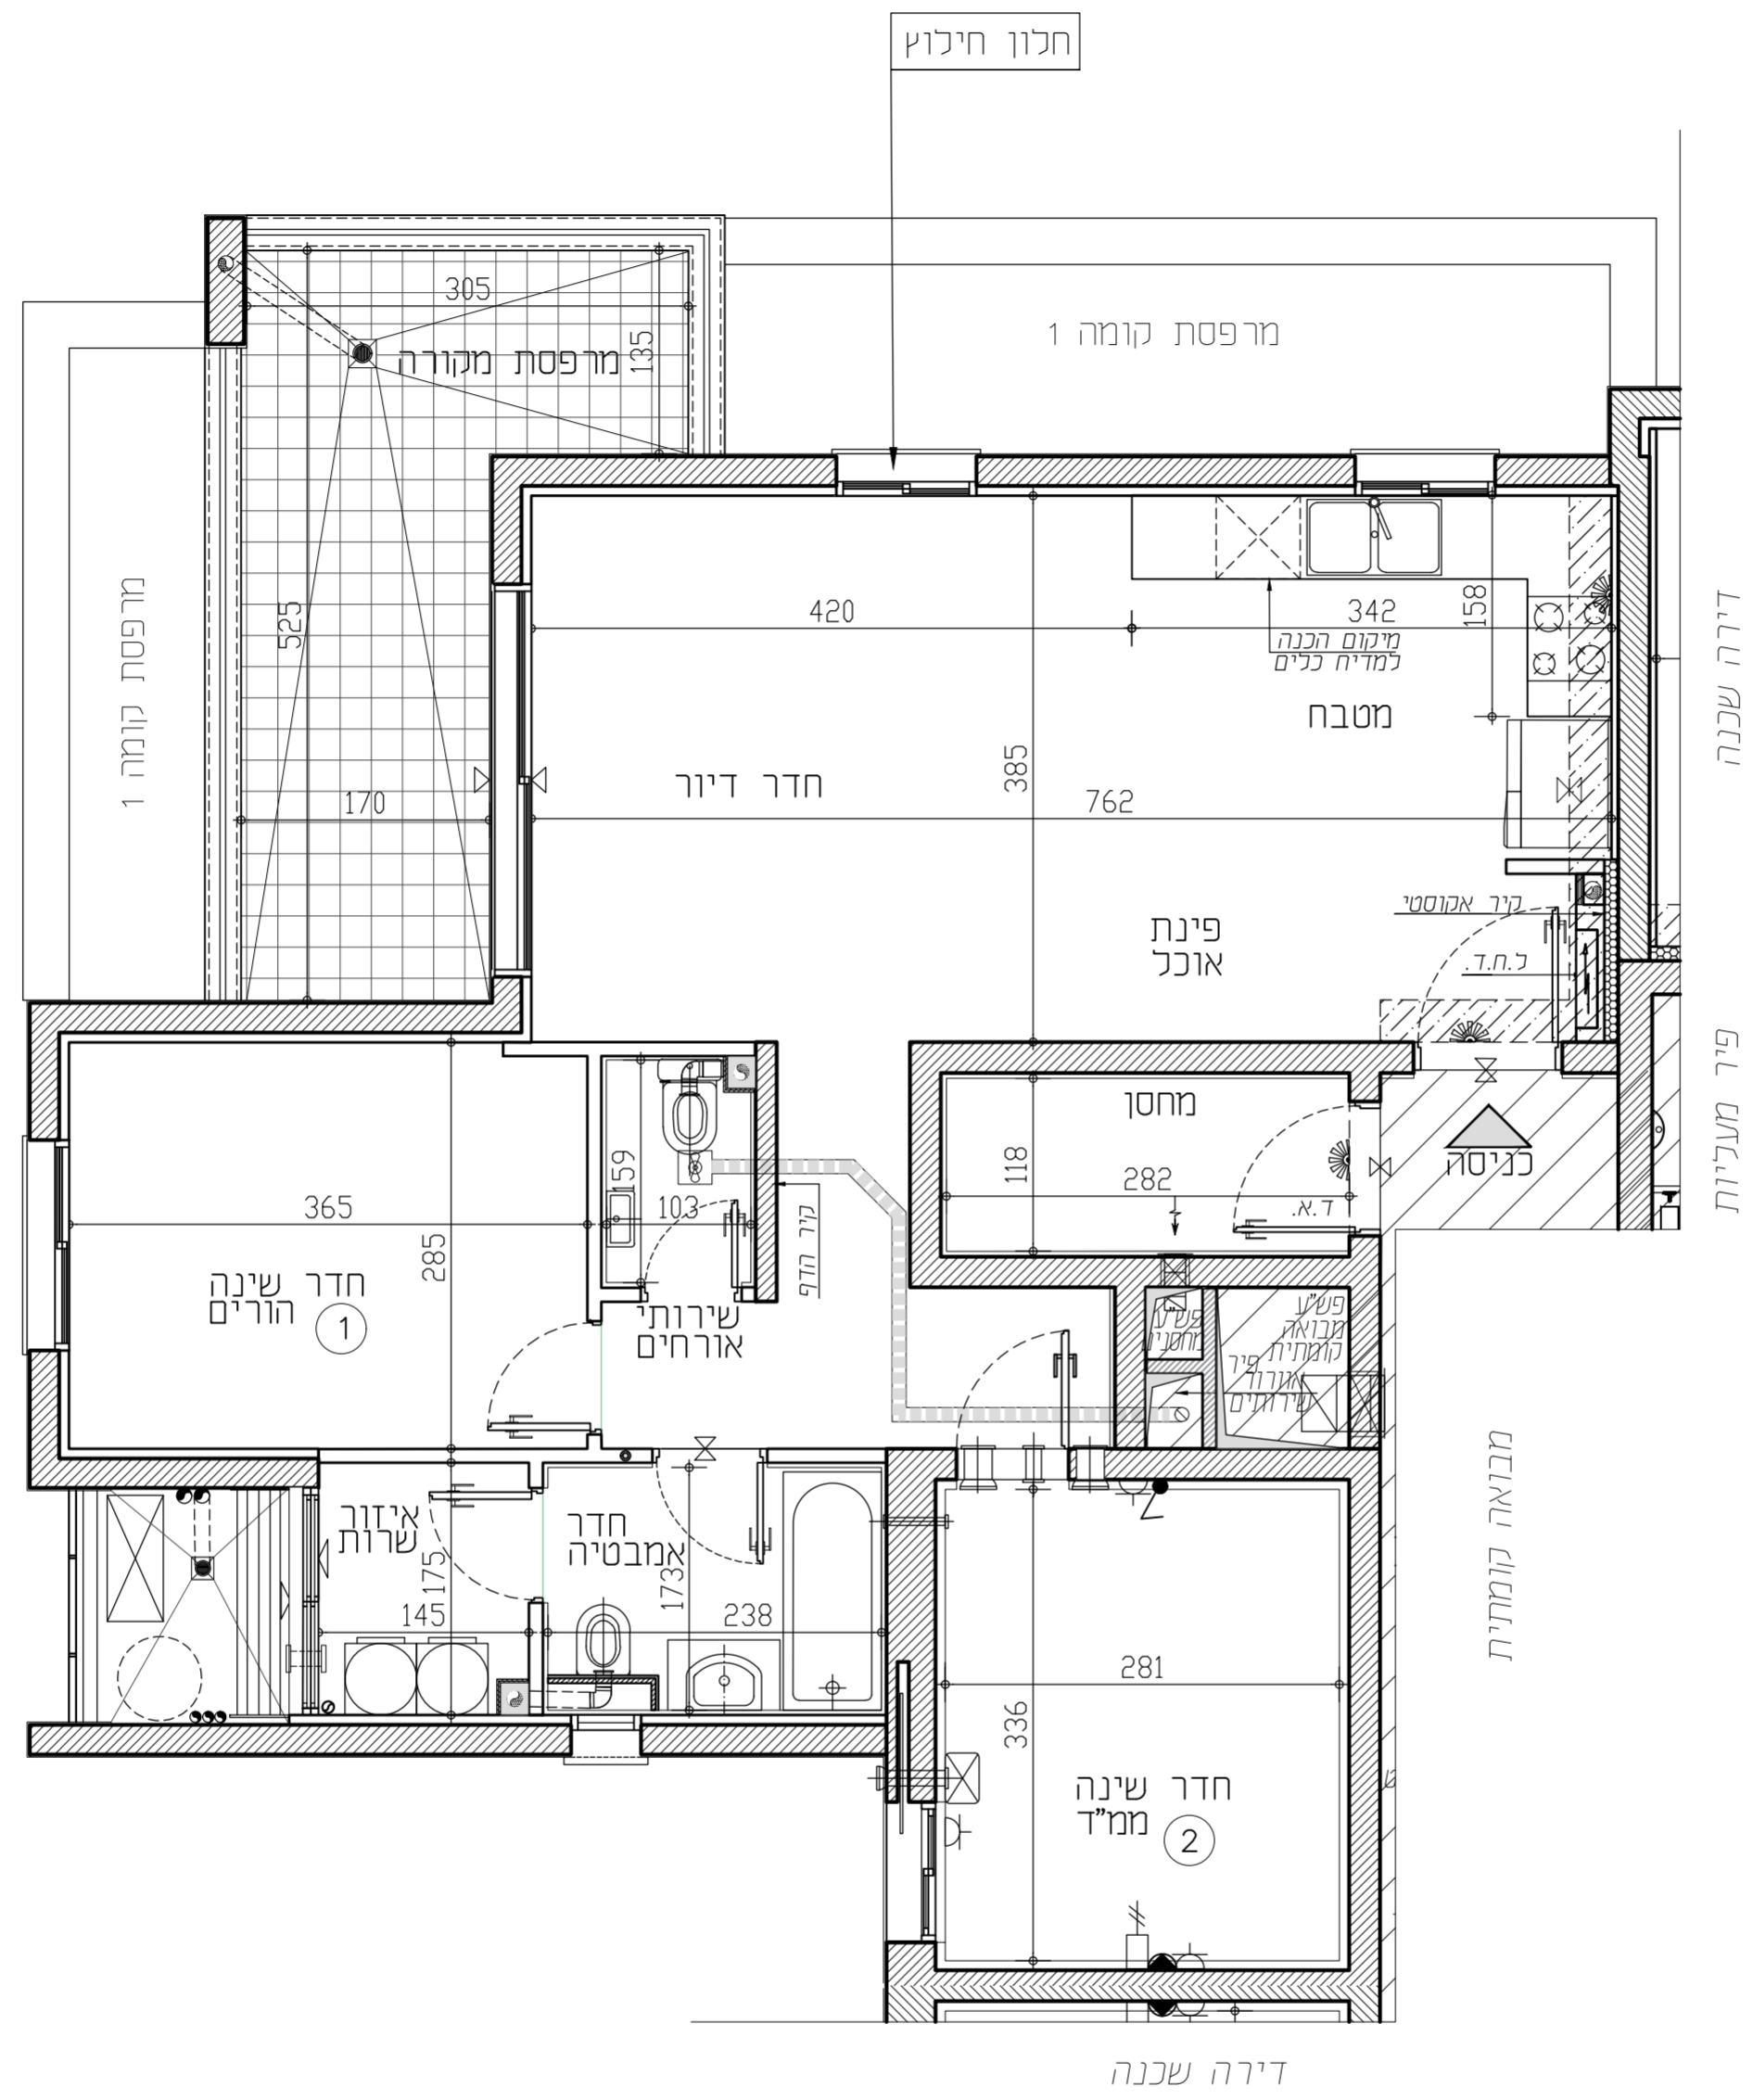 חלון חילוץ
305
מרפסת מקורה
135
מרפסת קומה 1
מרפסת קומה 1
525
170
420
342
158
מיקום הכנה
למדיח כלים
מטבח
חדר דיור
385
762
דירה שכנה
קיר אקוסטי
פינת
אוכל
ל.ח.ד.
פיר מעליות
מחסן
118
282
ד.א.
כניסה
159
103
קיר הדף
365
285
חדר שינה
הורים
1
שירותי
אורחים
פש"ע
מחסנים
פש"ע
מבואה
קומתית
פיר
אוורור
שירותים
מבואה קומתית
איזור
שרות
175
145
חדר
אמבטיה
173
238
281
336
חדר שינה
ממ"ד
2
דירה שכנה